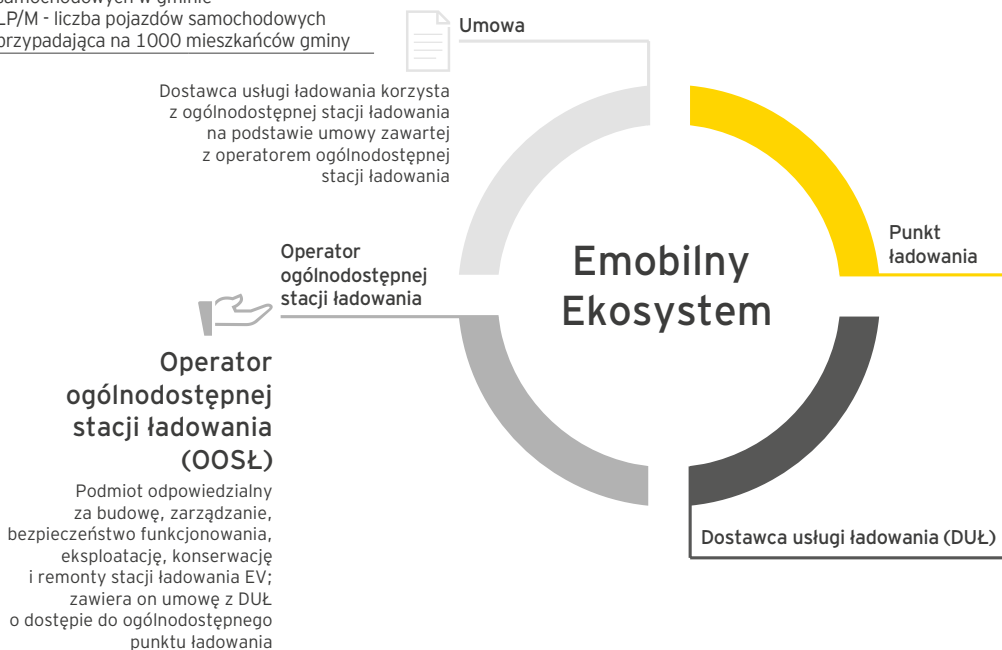 LP/M - liczba pojazdów samochodowych
przypadająca na 1000 mieszkańców gminy
Umowa
Dostawca usługi ładowania korzysta
z ogólnodostępnej stacji ładowania
na podstawie umowy zawartej
z operatorem ogólnodostępnej
stacji ładowania
Punkt
ładowania
Operator
ogólnodostępnej
stacji ładowania
Emobilny
Ekosystem
Operator
ogólnodostępnej
stacji ładowania
(OOSŁ)
Podmiot odpowiedzialny
za budowę, zarządzanie,
bezpieczeństwo funkcjonowania,
eksploatację, konserwację
i remonty stacji ładowania EV;
zawiera on umowę z DUŁ
o dostępie do ogólnodostępnego
punktu ładowania
Dostawca usługi ładowania (DUŁ)